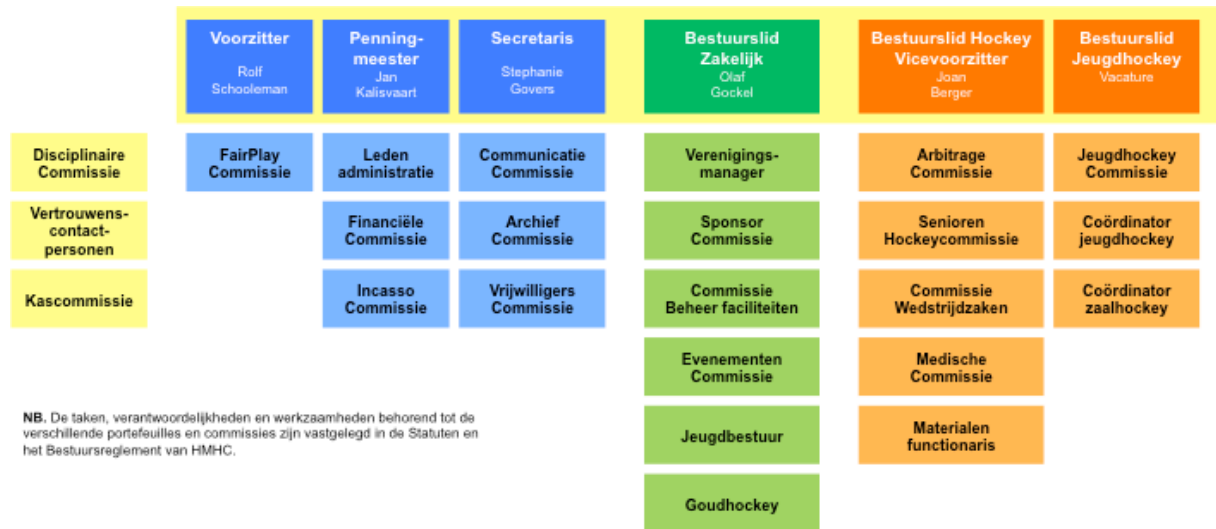 Voorzitter
Rolf
Schooleman
Penning-
meester
Jan
Kalisvaart
Secretaris
Stephanie
Govers
Bestuurslid
Zakelijk
Olaf
Gockel
Bestuurslid Hockey
Vicevoorzitter
Joan
Berger
Bestuurslid
Jeugdhockey
Vacature
Disciplinaire
Commissie
FairPlay
Commissie
Leden
administratie
Communicatie
Commissie
Verenigings-
manager
Arbitrage
Commissie
Jeugdhockey
Commissie
Vertrouwens-
contact-
personen
Financiële
Commissie
Archief
Commissie
Sponsor
Commissie
Senioren
Hockeycommissie
Coördinator
jeugdhockey
Kascommissie
Incasso
Commissie
Vrijwilligers
Commissie
Commissie
Beheer faciliteiten
Commissie
Wedstrijdzaken
Coördinator
zaalhockey
Evenementen
Commissie
Medische
Commissie
NB. De taken, verantwoordelijkheden en werkzaamheden behorend tot de
verschillende portefeuilles en commissies zijn vastgelegd in de Statuten en
het Bestuursreglement van HMHC.
Jeugdbestuur
Materialen
functionaris
Goudhockey